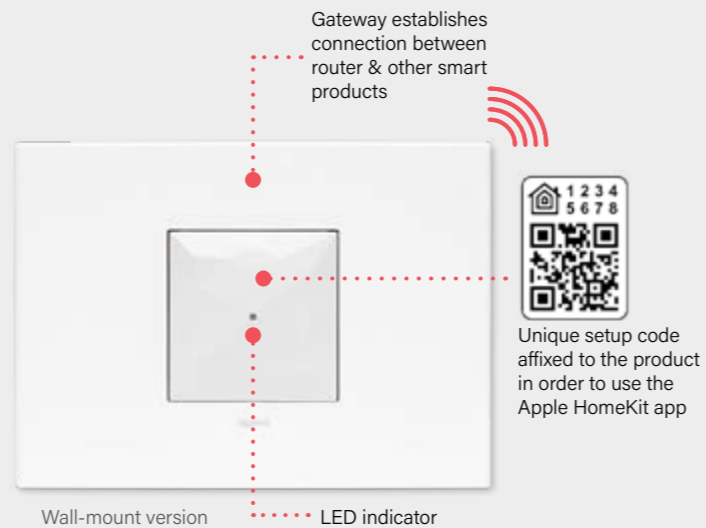 Gateway establishes
connection between
router & other smart
products
1 2 3 4
5 6 7 8
Unique setup code
affixed to the product
in order to use the
Apple HomeKit app
Wall-mount version
LED indicator